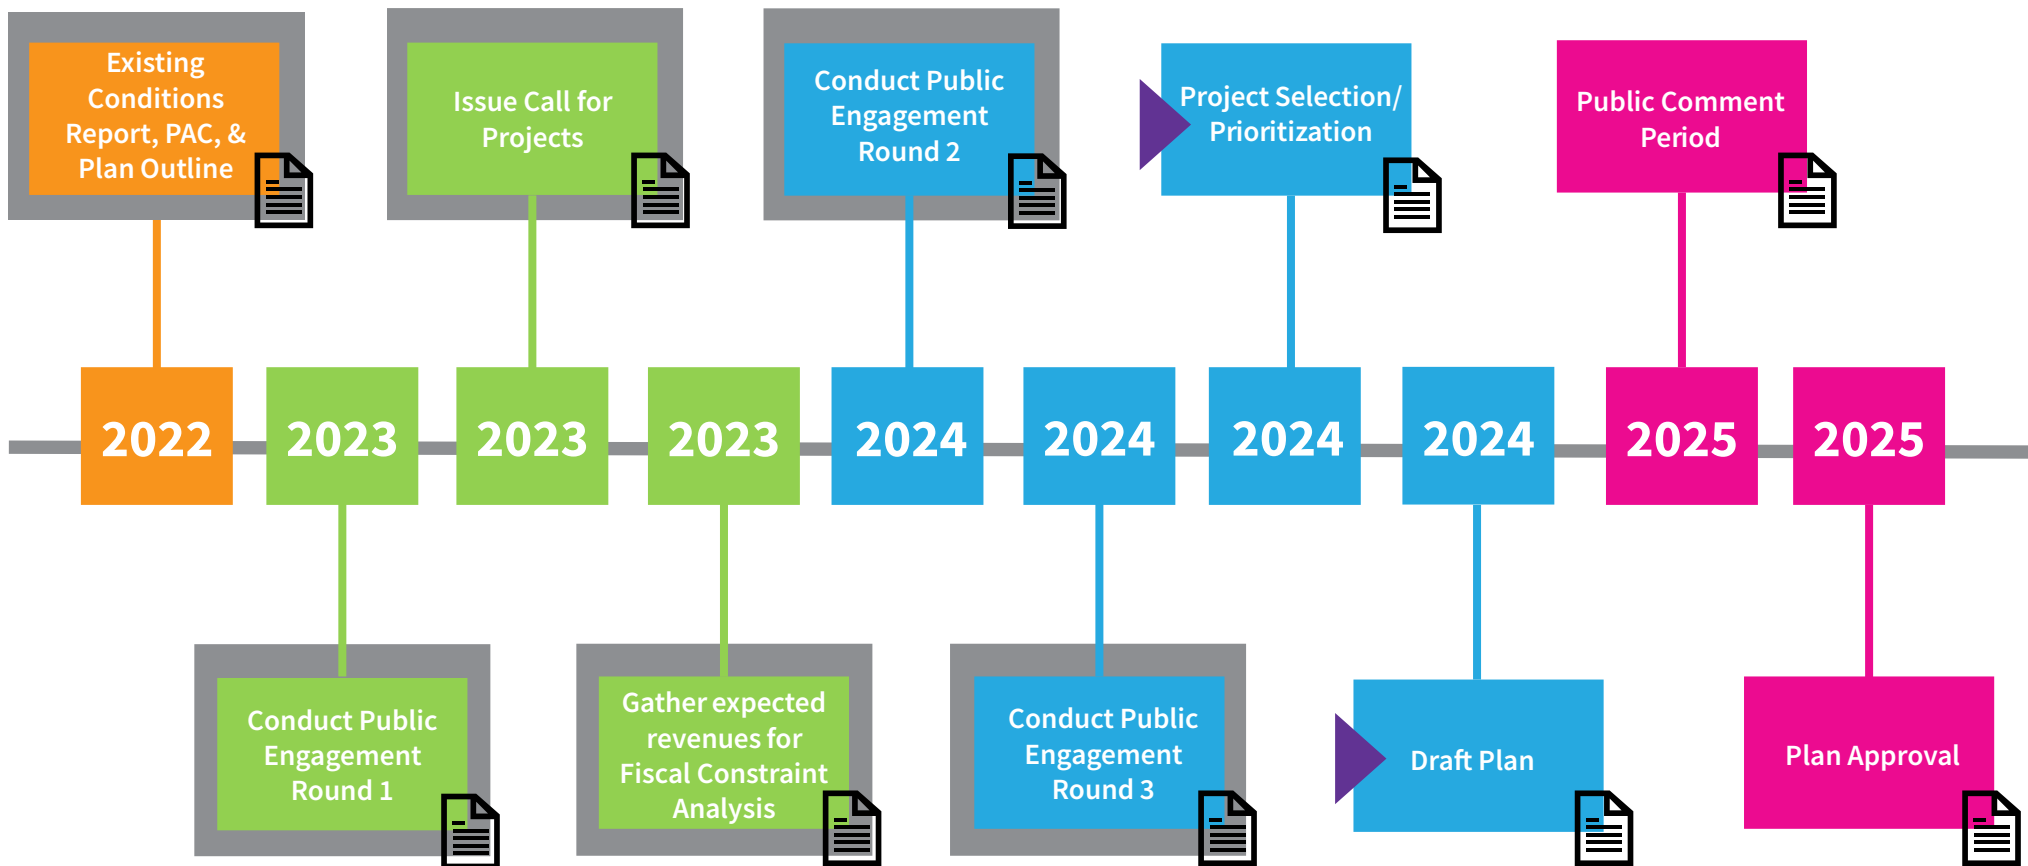 Existing
Conditions
Report, PAC, &
Plan Outline
Issue Call for
Projects
Conduct Public
Engagement
Round 2
Project Selection/
Prioritization
Public Comment
Period
2022
2023
2023
2023
2024
2024
2024
2024
2025
2025
Conduct Public
Engagement
Round 1
Gather expected
revenues for
Fiscal Constraint
Analysis
Conduct Public
Engagement
Round 3
Draft Plan
Plan Approval